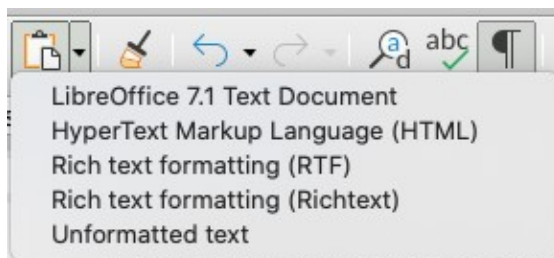 abc
LibreOffice 7.1 Text Document
HyperText Markup Language (HTML)
Rich text formatting (RTF)
Rich text formatting (Richtext)
Unformatted text